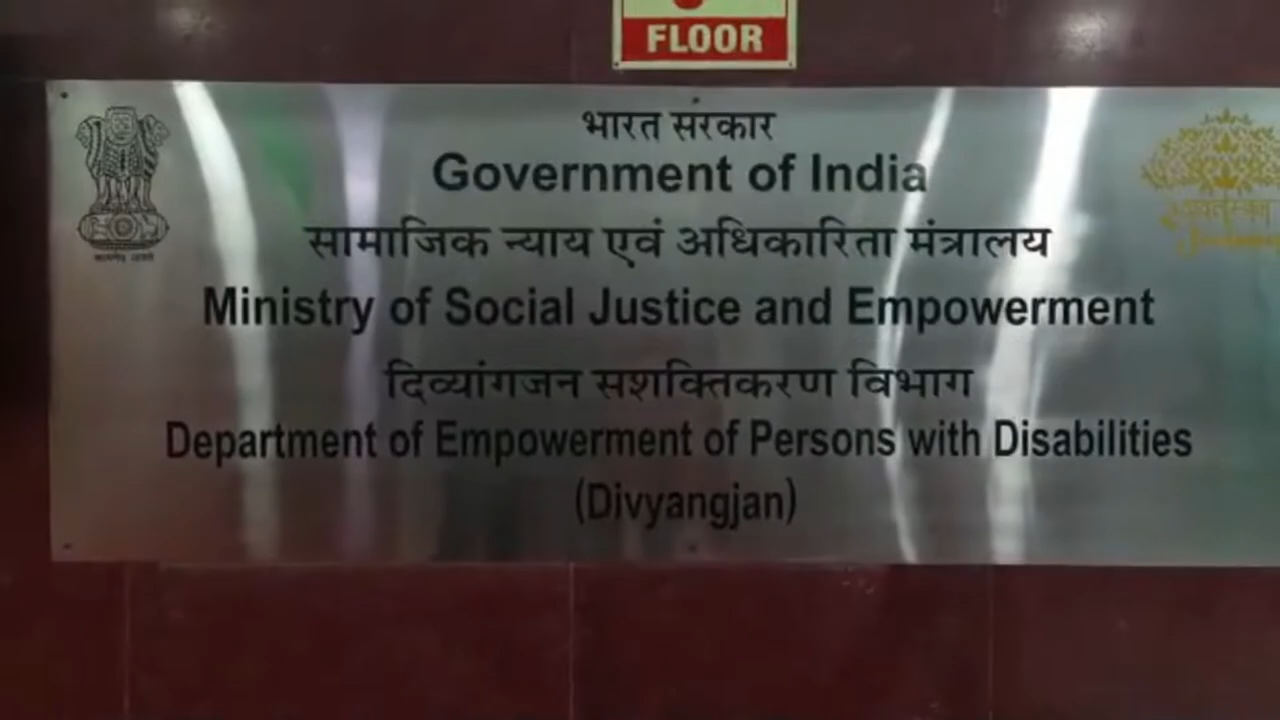 FLOOR
भारत सरकार
Government of India
सामाजिक न्याय एवं अधिकारिता मंत्रालय
Ministry of Social Justice and Empowerment
दिव्यांगजन सशक्तिकरण विभाग
Department of Empowerment of Persons with Disabilities
(Divyangjan)